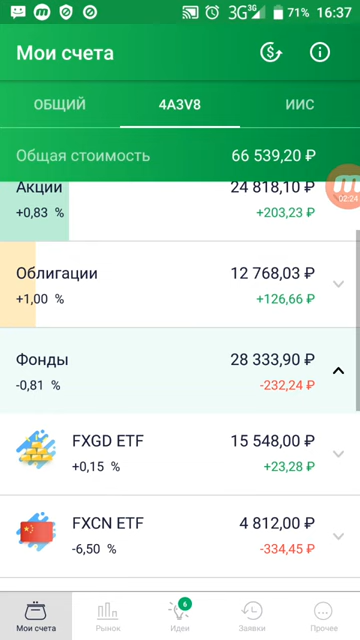 3G 3G 71% 16:37
Мои счета
ОБЩИЙ 4A3V8 ИИС
Общая стоимость 66 539,20 ₽
Акции 24 818,10 ₽
+0,83 % +203,23 ₽
02:24
Облигации 12 768,03 ₽
+1,00 % +126,66 ₽
Фонды 28 333,90 ₽
-0,81 % -232,24 ₽
FXGD ETF 15 548,00 ₽
+0,15 % +23,28 ₽
FXCN ETF 4 812,00 ₽
-6,50 % -334,45 ₽
6
Мои счета Рынок Идеи Заявки Прочее